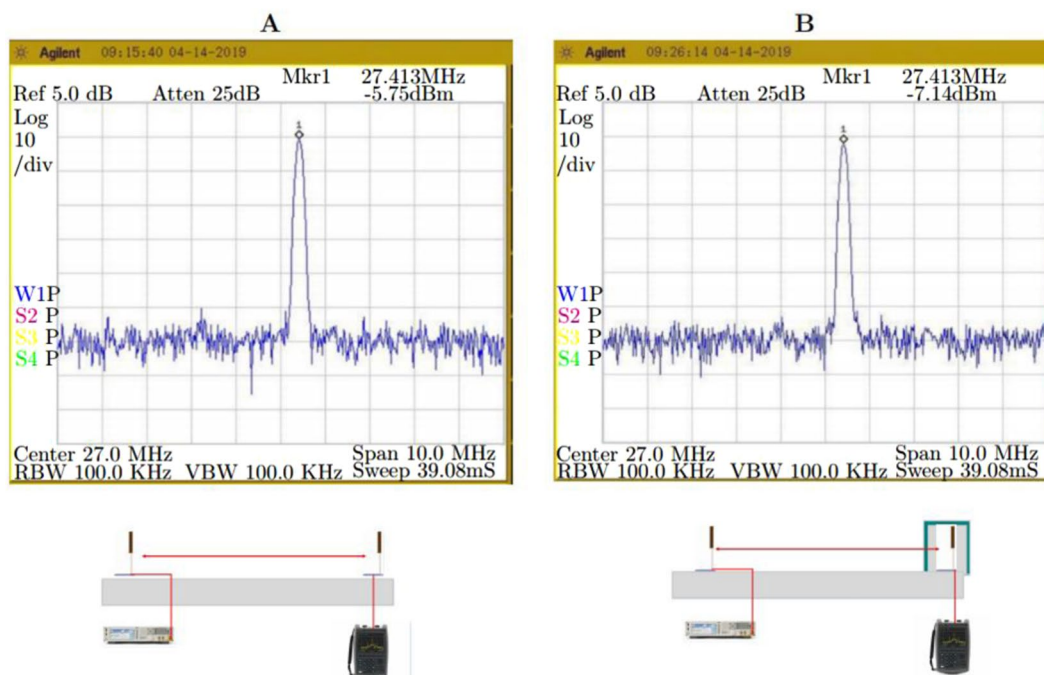 A
Agilent 09:15:40 04-14-2019
Mkr1 27.413MHz
Ref 5.0 dB Atten 25dB -5.75dBm
Log
10
/div
1
W1P
S2 P
S3 P
S4 P
Center 27.0 MHz Span 10.0 MHz
RBW 100.0 KHz VBW 100.0 KHz Sweep 39.08mS
B
Agilent 09:26:14 04-14-2019
Mkr1 27.413MHz
Ref 5.0 dB Atten 25dB -7.14dBm
Log
10
/div
1
W1P
S2 P
S3 P
S4 P
Center 27.0 MHz Span 10.0 MHz
RBW 100.0 KHz VBW 100.0 KHz Sweep 39.08mS